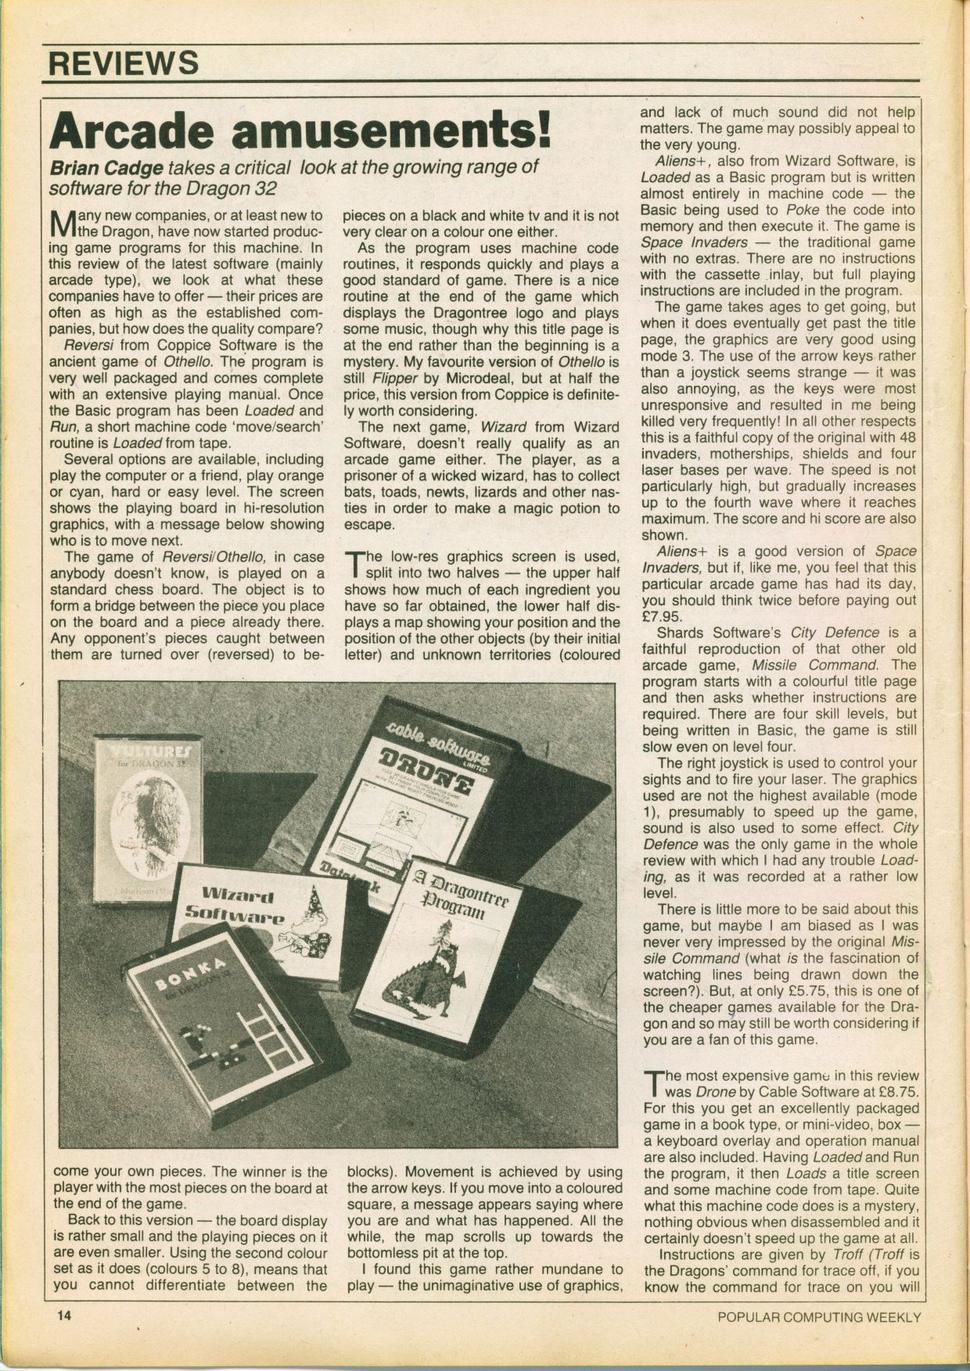 REVIEWS
Arcade amusements!
Brian Cadge takes a critical look at the growing range of
software for the Dragon 32
Many new companies, or at least new to
the Dragon, have now started produc-
ing game programs for this machine. In
this review of the latest software (mainly
arcade type), we look at what these
companies have to offer — their prices are
often as high as the established com-
panies, but how does the quality compare?
Reversi from Coppice Software is the
ancient game of Othello. The program is
very well packaged and comes complete
with an extensive playing manual. Once
the Basic program has been Loaded and
Run, a short machine code 'move/search'
routine is Loaded from tape.
Several options are available, including
play the computer or a friend, play orange
or cyan, hard or easy level. The screen
shows the playing board in hi-resolution
graphics, with a message below showing
who is to move next.
The game of Reversi/Othello, in case
anybody doesn't know, is played on a
standard chess board. The object is to
form a bridge between the piece you place
on the board and a piece already there.
Any opponent's pieces caught between
them are turned over (reversed) to be-
VULTURES
for DRAGON 32
cable software
LIMITED
DRONE
Datatank
Wizard
Software
A Dragontree
Program
BONKA
for DRAGON 32
come your own pieces. The winner is the
player with the most pieces on the board at
the end of the game.
Back to this version — the board display
is rather small and the playing pieces on it
are even smaller. Using the second colour
set as it does (colours 5 to 8), means that
you cannot differentiate between the
pieces on a black and white tv and it is not
very clear on a colour one either.
As the program uses machine code
routines, it responds quickly and plays a
good standard of game. There is a nice
routine at the end of the game which
displays the Dragontree logo and plays
some music, though why this title page is
at the end rather than the beginning is a
mystery. My favourite version of Othello is
still Flipper by Microdeal, but at half the
price, this version from Coppice is definite-
ly worth considering.
The next game, Wizard from Wizard
Software, doesn't really qualify as an
arcade game either. The player, as a
prisoner of a wicked wizard, has to collect
bats, toads, newts, lizards and other nas-
ties in order to make a magic potion to
escape.
The low-res graphics screen is used,
split into two halves — the upper half
shows how much of each ingredient you
have so far obtained, the lower half dis-
plays a map showing your position and the
position of the other objects (by their initial
letter) and unknown territories (coloured
blocks). Movement is achieved by using
the arrow keys. If you move into a coloured
square, a message appears saying where
you are and what has happened. All the
while, the map scrolls up towards the
bottomless pit at the top.
I found this game rather mundane to
play — the unimaginative use of graphics,
and lack of much sound did not help
matters. The game may possibly appeal to
the very young.
Aliens+, also from Wizard Software, is
Loaded as a Basic program but is written
almost entirely in machine code — the
Basic being used to Poke the code into
memory and then execute it. The game is
Space Invaders — the traditional game
with no extras. There are no instructions
with the cassette inlay, but full playing
instructions are included in the program.
The game takes ages to get going, but
when it does eventually get past the title
page, the graphics are very good using
mode 3. The use of the arrow keys rather
than a joystick seems strange — it was
also annoying, as the keys were most
unresponsive and resulted in me being
killed very frequently! In all other respects
this is a faithful copy of the original with 48
invaders, motherships, shields and four
laser bases per wave. The speed is not
particularly high, but gradually increases
up to the fourth wave where it reaches
maximum. The score and hi score are also
shown.
Aliens+ is a good version of Space
Invaders, but if, like me, you feel that this
particular arcade game has had its day,
you should think twice before paying out
£7.95.
Shards Software's City Defence is a
faithful reproduction of that other old
arcade game, Missile Command. The
program starts with a colourful title page
and then asks whether instructions are
required. There are four skill levels, but
being written in Basic, the game is still
slow even on level four.
The right joystick is used to control your
sights and to fire your laser. The graphics
used are not the highest available (mode
1), presumably to speed up the game,
sound is also used to some effect. City
Defence was the only game in the whole
review with which I had any trouble Load-
ing, as it was recorded at a rather low
level.
There is little more to be said about this
game, but maybe I am biased as I was
never very impressed by the original Mis-
sile Command (what is the fascination of
watching lines being drawn down the
screen?). But, at only £5.75, this is one of
the cheaper games available for the Dra-
gon and so may still be worth considering if
you are a fan of this game.
The most expensive game in this review
was Drone by Cable Software at £8.75.
For this you get an excellently packaged
game in a book type, or mini-video, box —
a keyboard overlay and operation manual
are also included. Having Loaded and Run
the program, it then Loads a title screen
and some machine code from tape. Quite
what this machine code does is a mystery,
nothing obvious when disassembled and it
certainly doesn't speed up the game at all.
Instructions are given by Troff (Troff is
the Dragons' command for trace off, if you
know the command for trace on you will
14
POPULAR COMPUTING WEEKLY